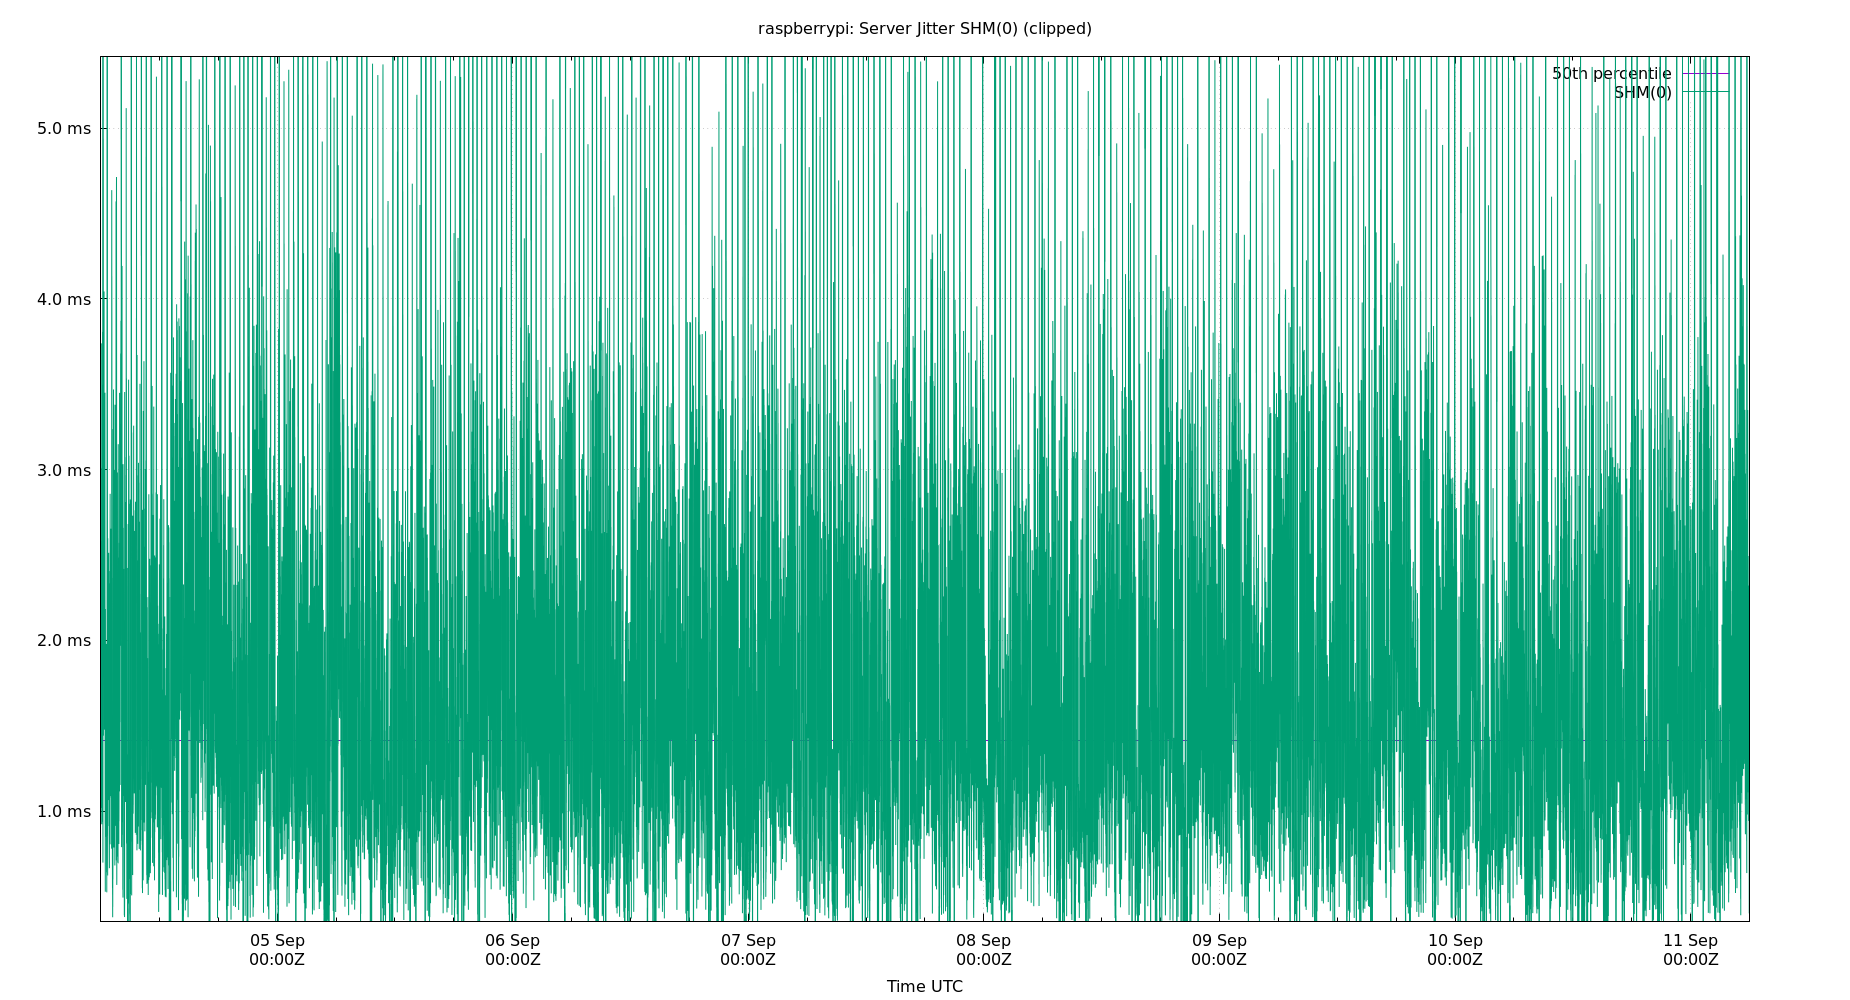 raspberrypi: Server Jitter SHM(0) (clipped)
50th percentile
SHM(0)
5.0 ms
4.0 ms
3.0 ms
2.0 ms
1.0 ms
05 Sep 06 Sep 07 Sep 08 Sep 09 Sep 10 Sep 11 Sep
00:00Z 00:00Z 00:00Z 00:00Z 00:00Z 00:00Z 00:00Z
Time UTC